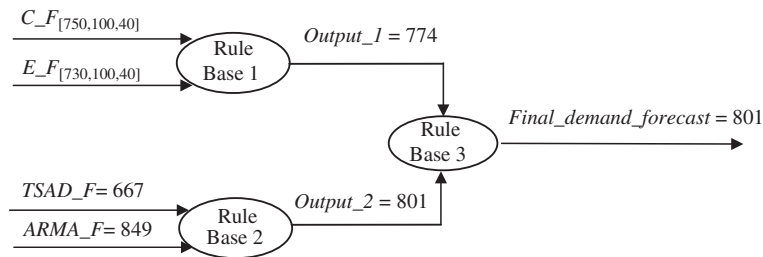 C_F[750,100,40]
Output_1 = 774
Rule
Base 1
E_F[730,100,40]
Final_demand_forecast = 801
Rule
Base 3
TSAD_F= 667
Output_2 = 801
Rule
Base 2
ARMA_F= 849